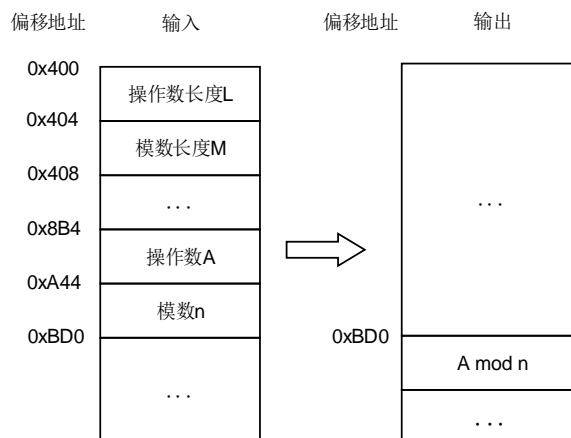 偏移地址 输入 偏移地址 输出
0x400
操作数长度L
0x404
模数长度M
0x408
...
0x8B4
操作数A
0xA44
模数n
0xBD0
...
...
0xBD0
A mod n
...